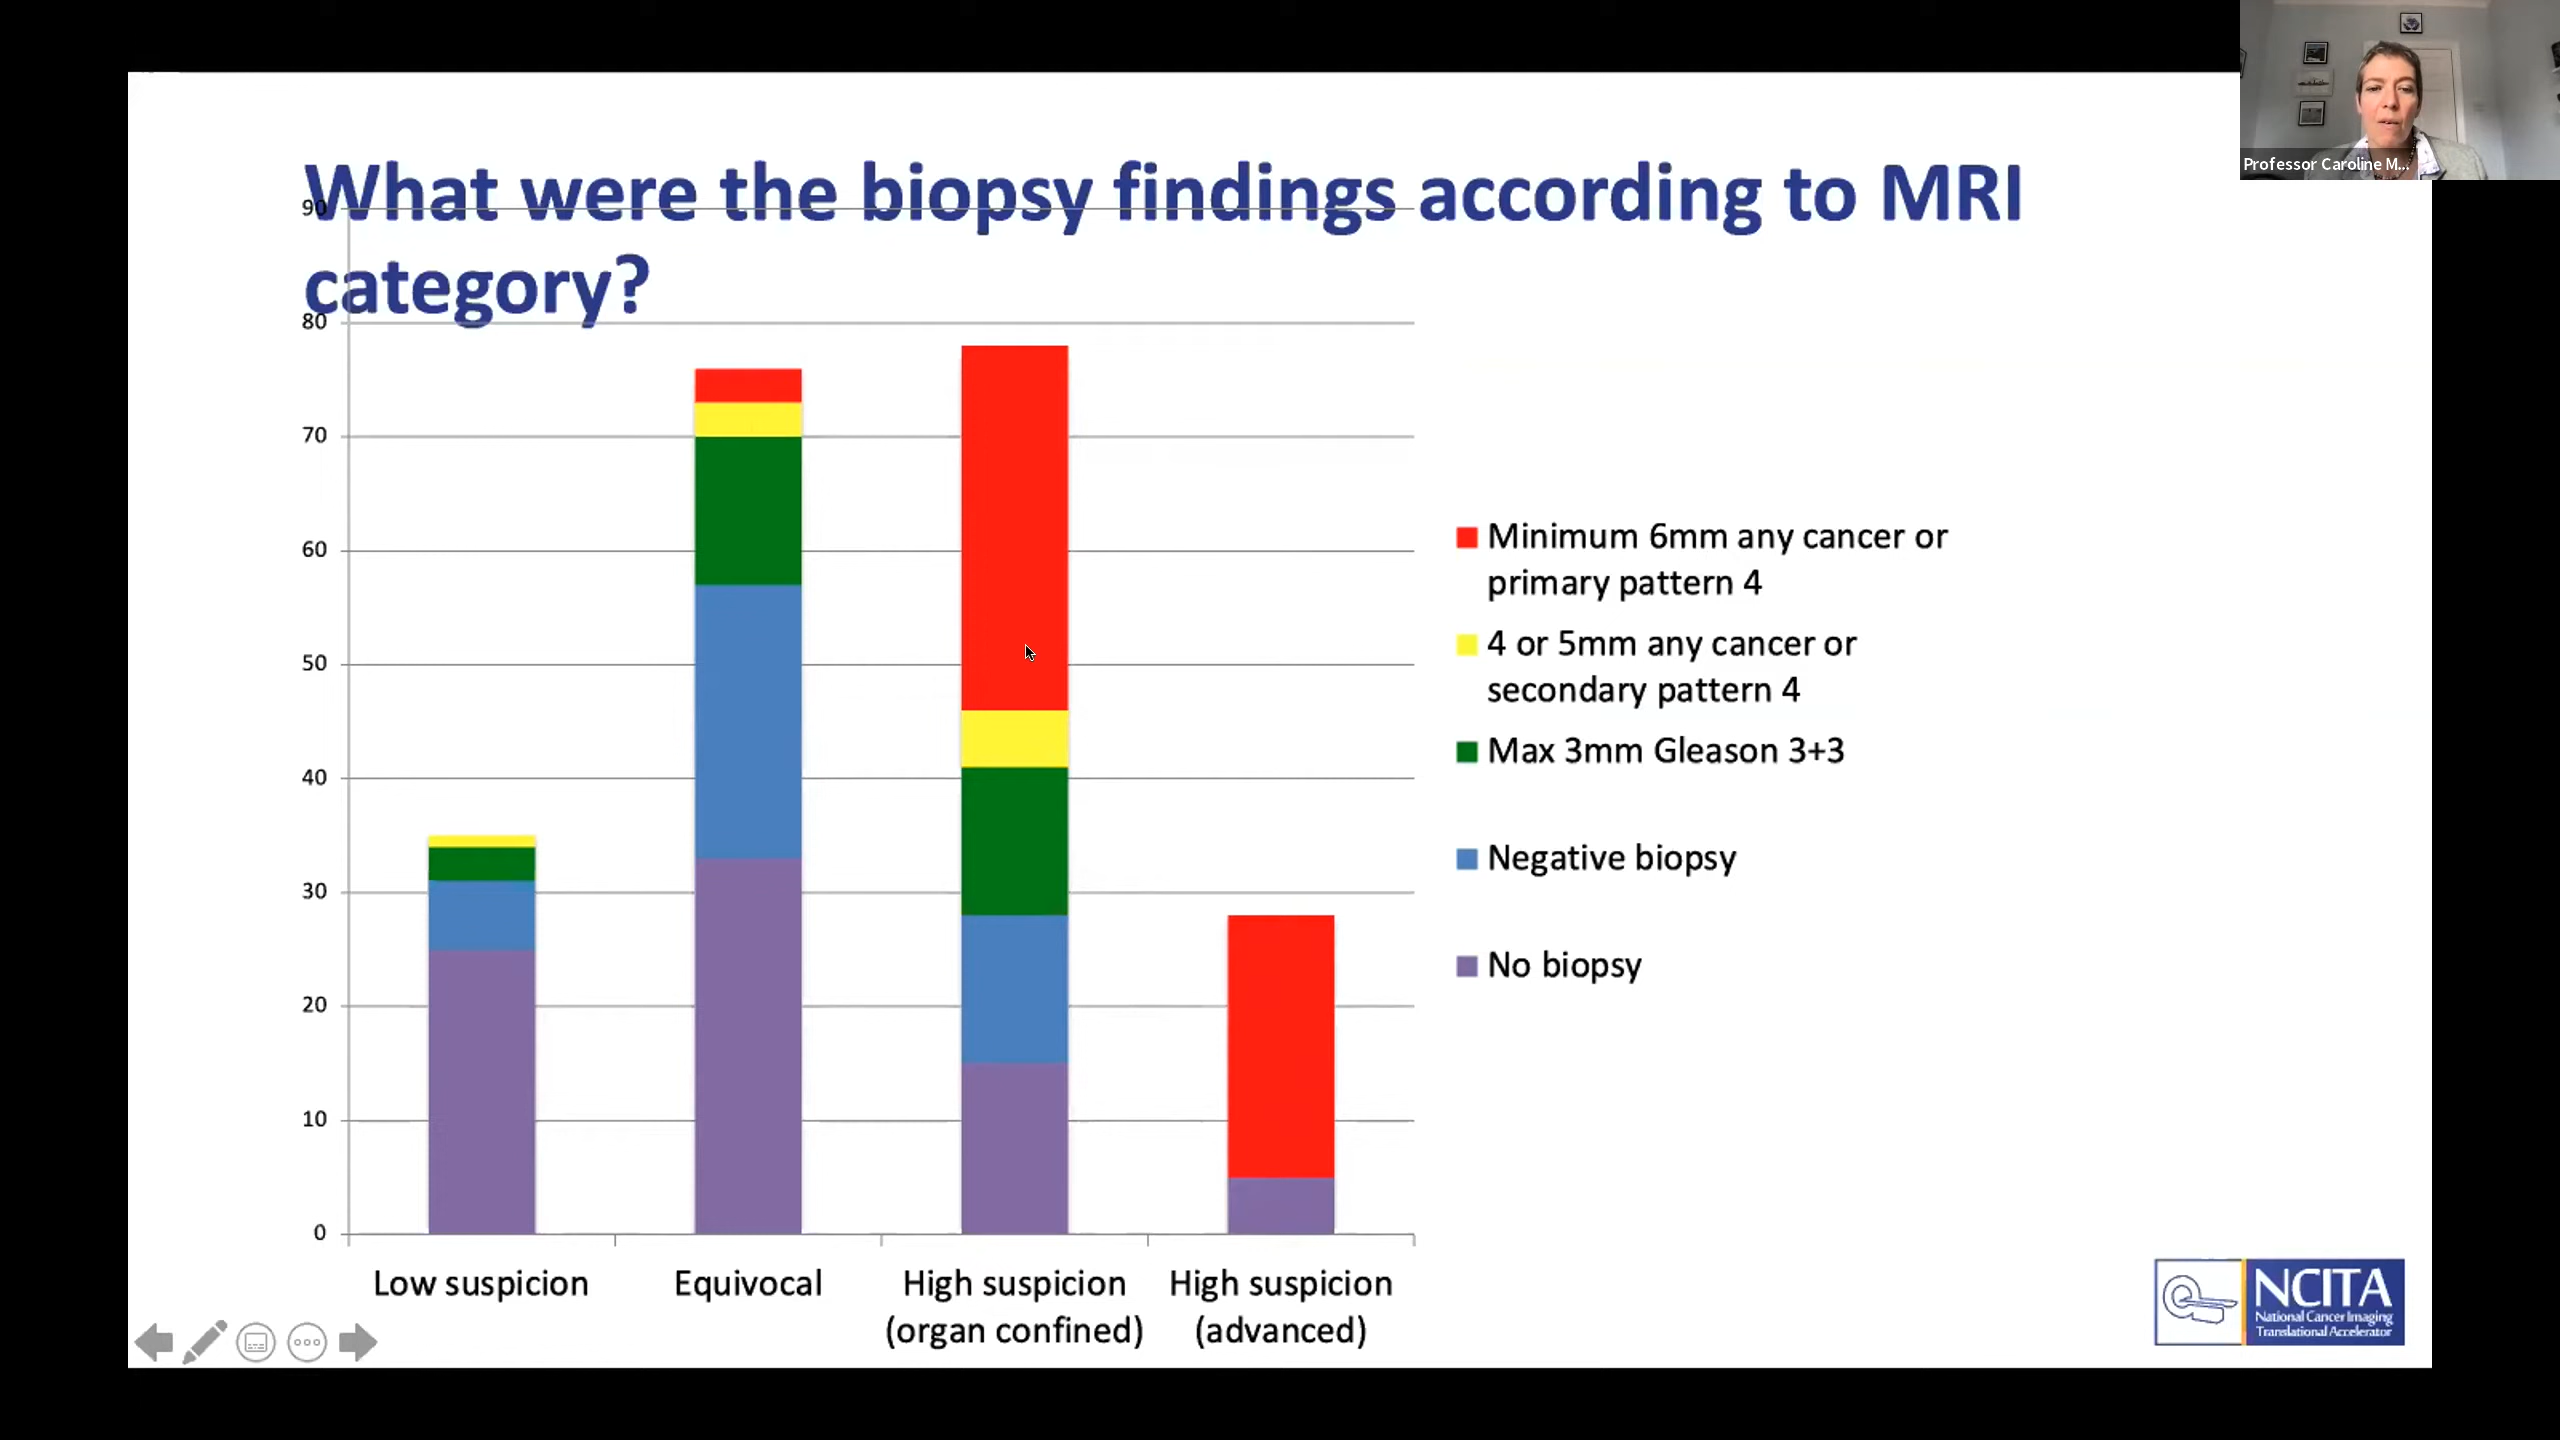 Professor Caroline M...
What were the biopsy findings according to MRI
category?
90
80
70
60
50
40
30
20
10
0
Low suspicion
Equivocal
High suspicion
(organ confined)
High suspicion
(advanced)
Minimum 6mm any cancer or
primary pattern 4
4 or 5mm any cancer or
secondary pattern 4
Max 3mm Gleason 3+3
Negative biopsy
No biopsy
NCITA
National Cancer Imaging
Translational Accelerator